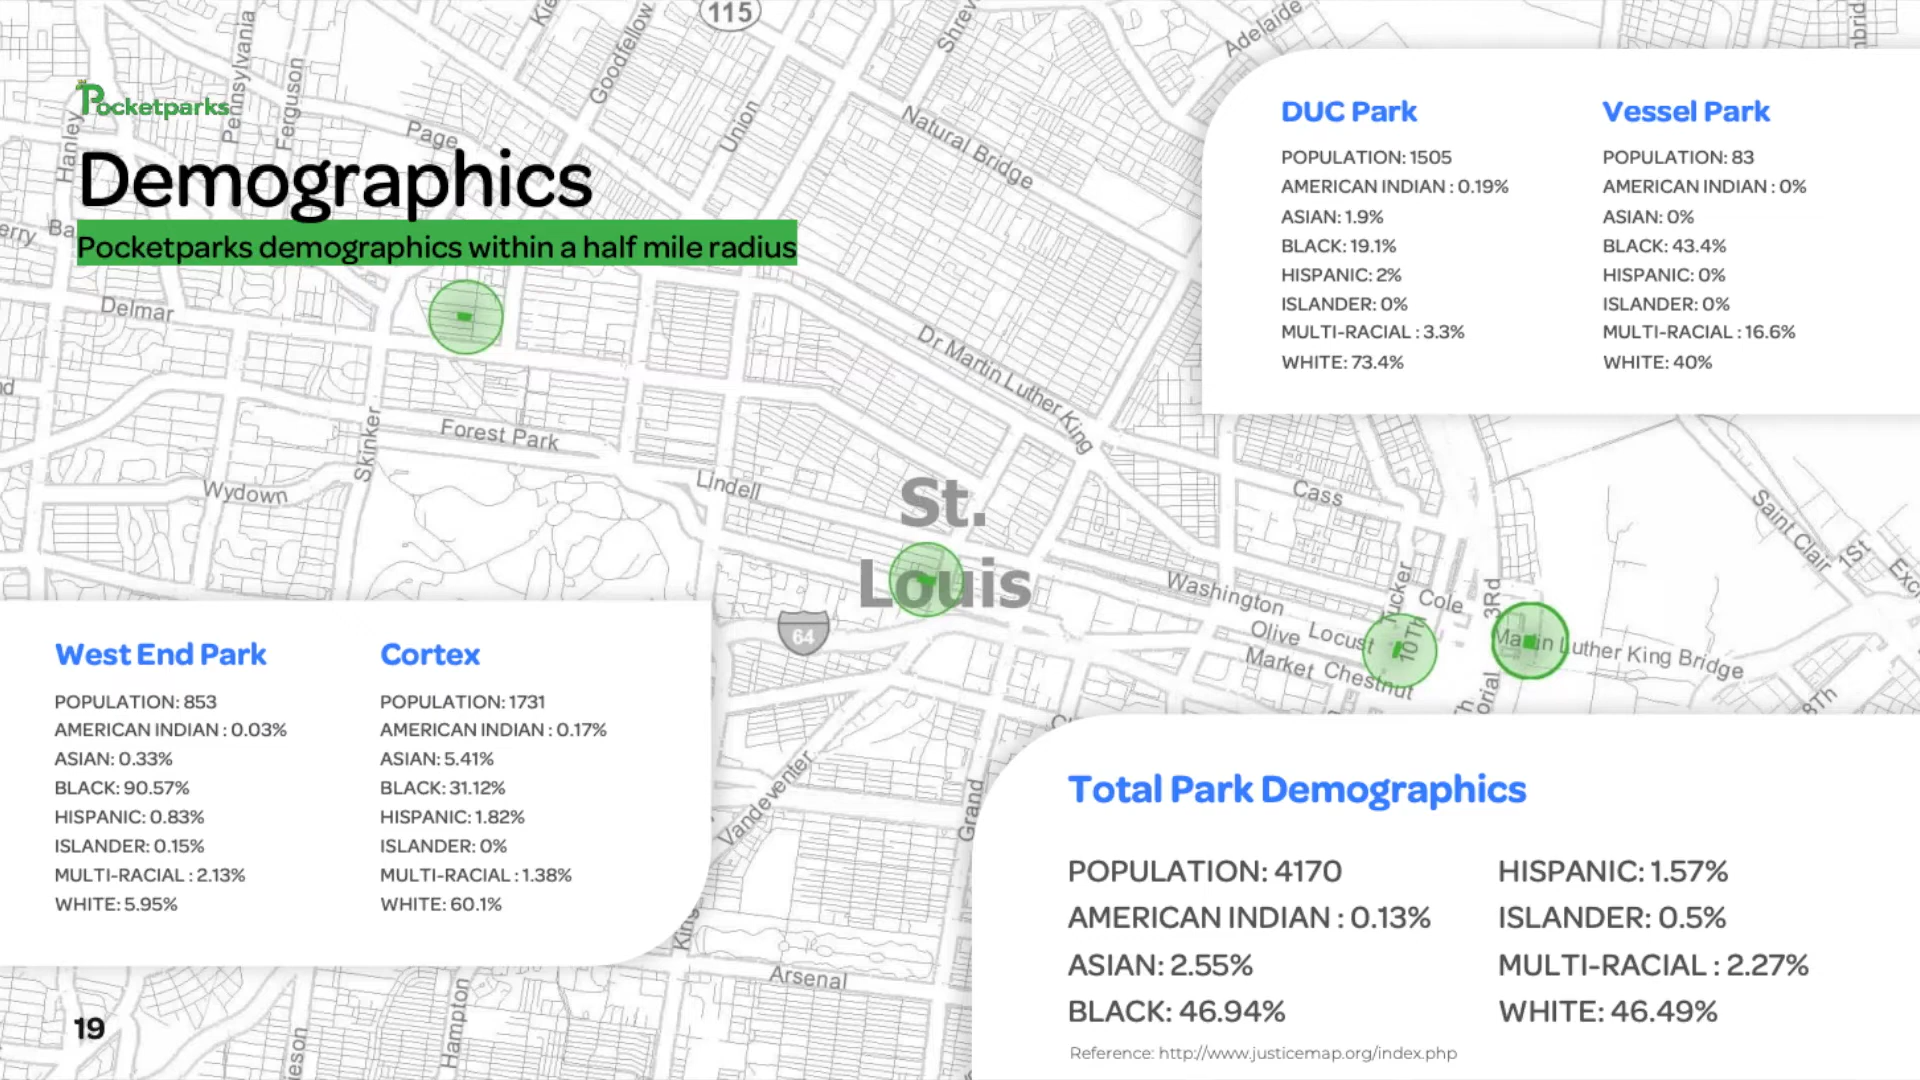 Pocketparks
Demographics
Pocketparks demographics within a half mile radius
DUC Park
POPULATION: 1505
AMERICAN INDIAN : 0.19%
ASIAN: 1.9%
BLACK: 19.1%
HISPANIC: 2%
ISLANDER: 0%
MULTI-RACIAL : 3.3%
WHITE: 73.4%
Vessel Park
POPULATION: 83
AMERICAN INDIAN : 0%
ASIAN: 0%
BLACK: 43.4%
HISPANIC: 0%
ISLANDER: 0%
MULTI-RACIAL : 16.6%
WHITE: 40%
115
Pennsylvania
Ferguson
Hanley
Goodfellow
Union
Page
Adelaide
Natural Bridge
Delmar
Dr Martin Luther King
Skinker
Forest Park
Wydown
Lindell
St.
Louis
Cass
Saint Clair
1St
Washington
Cole
3Rd
Olive
Locust
10Th
Market
Chestnut
Martin Luther King Bridge
8Th
64
Vandeventer
Grand
Arsenal
Hampton
West End Park
POPULATION: 853
AMERICAN INDIAN : 0.03%
ASIAN: 0.33%
BLACK: 90.57%
HISPANIC: 0.83%
ISLANDER: 0.15%
MULTI-RACIAL : 2.13%
WHITE: 5.95%
Cortex
POPULATION: 1731
AMERICAN INDIAN : 0.17%
ASIAN: 5.41%
BLACK: 31.12%
HISPANIC: 1.82%
ISLANDER: 0%
MULTI-RACIAL : 1.38%
WHITE: 60.1%
Total Park Demographics
POPULATION: 4170
AMERICAN INDIAN : 0.13%
ASIAN: 2.55%
BLACK: 46.94%
HISPANIC: 1.57%
ISLANDER: 0.5%
MULTI-RACIAL : 2.27%
WHITE: 46.49%
Reference: http://www.justicemap.org/index.php
19